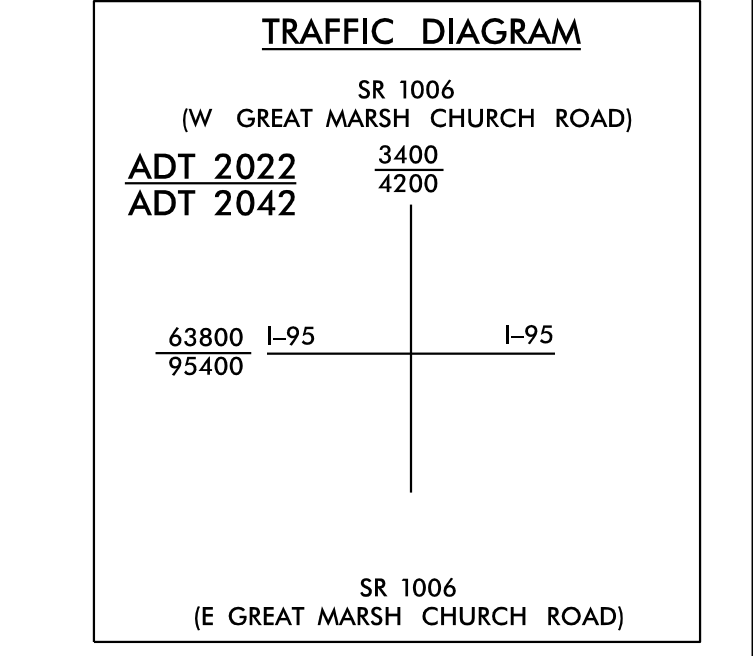 TRAFFIC DIAGRAM
SR 1006
(W GREAT MARSH CHURCH ROAD)
ADT 2022
ADT 2042
3400
4200
63800
95400
I–95
I–95
SR 1006
(E GREAT MARSH CHURCH ROAD)